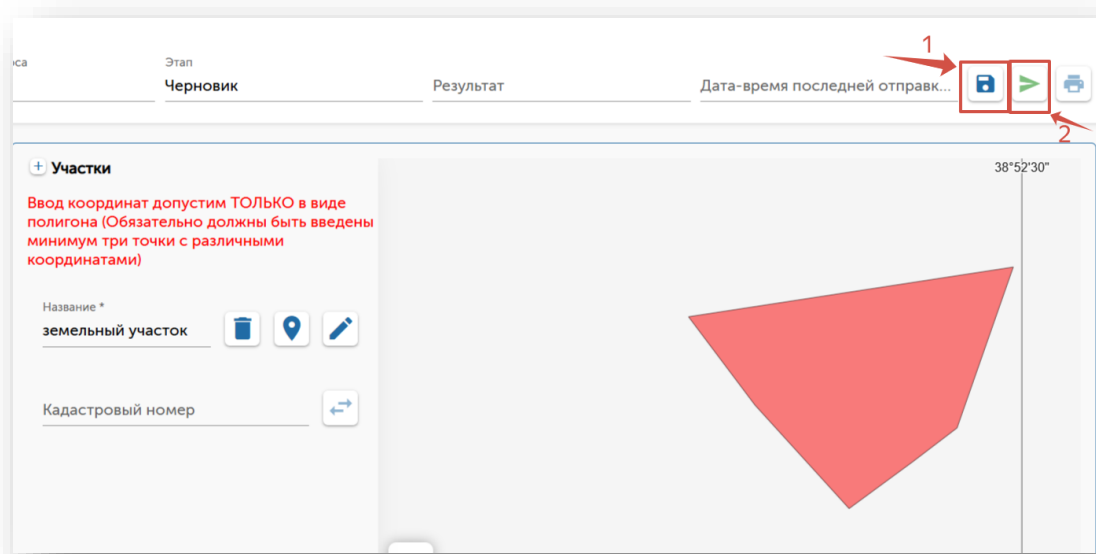 1
оса
Этап
Черновик
Результат
Дата-время последней отправк...
2
+ Участки
38°52'30"
Ввод координат допустим ТОЛЬКО в виде
полигона (Обязательно должны быть введены
минимум три точки с различными
координатами)
Название *
земельный участок
Кадастровый номер